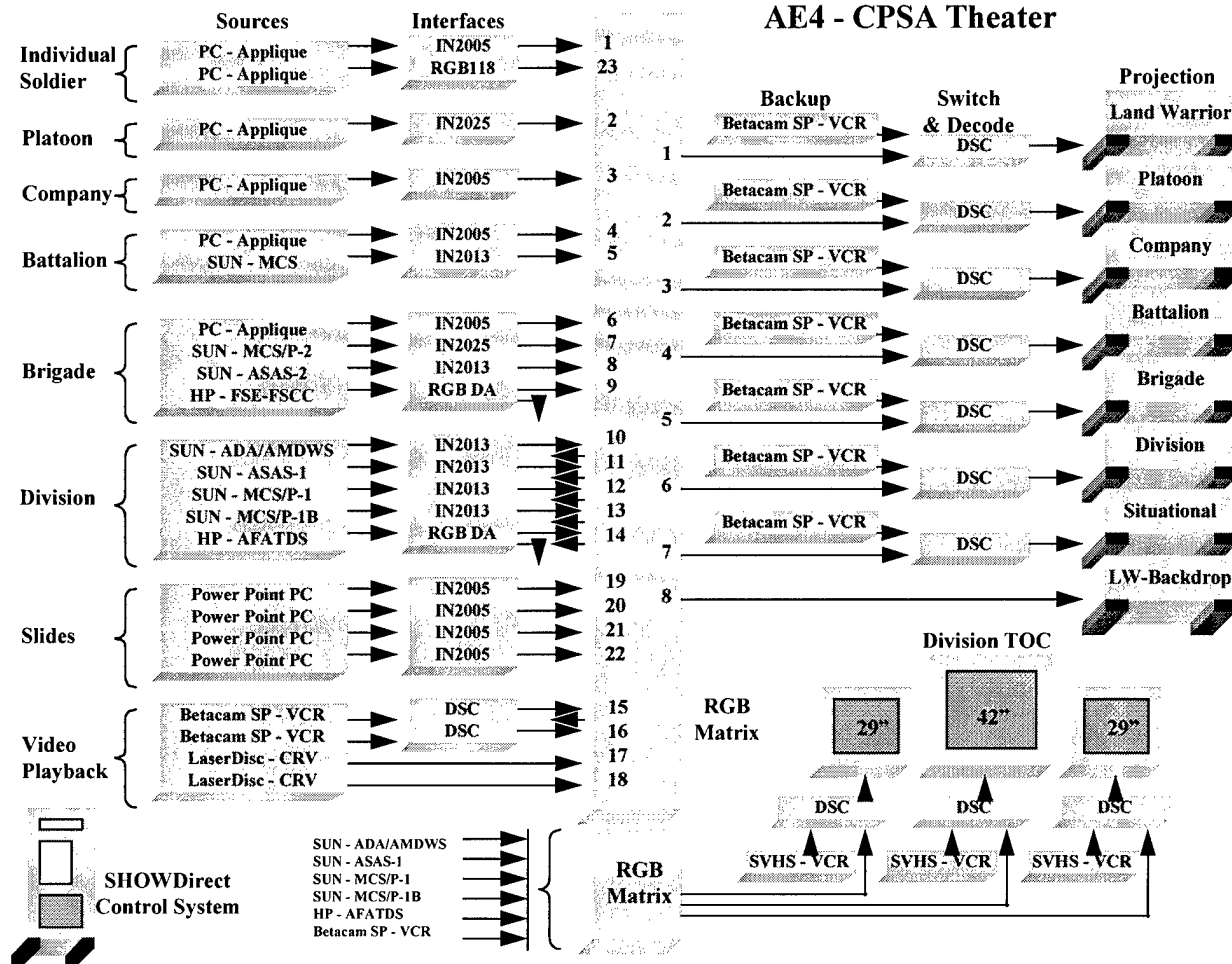 AE4 - CPSA Theater
Sources
Interfaces
Individual
Soldier
PC - Applique
PC - Applique
IN2005
RGB118
1
23
Platoon
PC - Applique
IN2025
2
Company
PC - Applique
IN2005
3
Battalion
PC - Applique
SUN - MCS
IN2005
IN2013
4
5
Brigade
PC - Applique
SUN - MCS/P-2
SUN - ASAS-2
HP - FSE-FSCC
IN2005
IN2025
IN2013
RGB DA
6
7
8
9
Division
SUN - ADA/AMDWS
SUN - ASAS-1
SUN - MCS/P-1
SUN - MCS/P-1B
HP - AFATDS
IN2013
IN2013
IN2013
IN2013
RGB DA
10
11
12
13
14
Slides
Power Point PC
Power Point PC
Power Point PC
Power Point PC
IN2005
IN2005
IN2005
IN2005
19
20
21
22
Video
Playback
Betacam SP - VCR
Betacam SP - VCR
LaserDisc - CRV
LaserDisc - CRV
DSC
DSC
15
16
17
18
Backup
Switch
& Decode
Projection
Betacam SP - VCR
1
DSC
Land Warrior
Betacam SP - VCR
2
DSC
Platoon
Betacam SP - VCR
3
DSC
Company
Betacam SP - VCR
4
DSC
Battalion
Betacam SP - VCR
5
DSC
Brigade
Betacam SP - VCR
6
DSC
Division
Betacam SP - VCR
7
DSC
Situational
8
LW-Backdrop
RGB
Matrix
Division TOC
29”
42”
29”
DSC
DSC
DSC
SVHS - VCR
SVHS - VCR
SVHS - VCR
SHOWDirect
Control System
SUN - ADA/AMDWS
SUN - ASAS-1
SUN - MCS/P-1
SUN - MCS/P-1B
HP - AFATDS
Betacam SP - VCR
RGB
Matrix